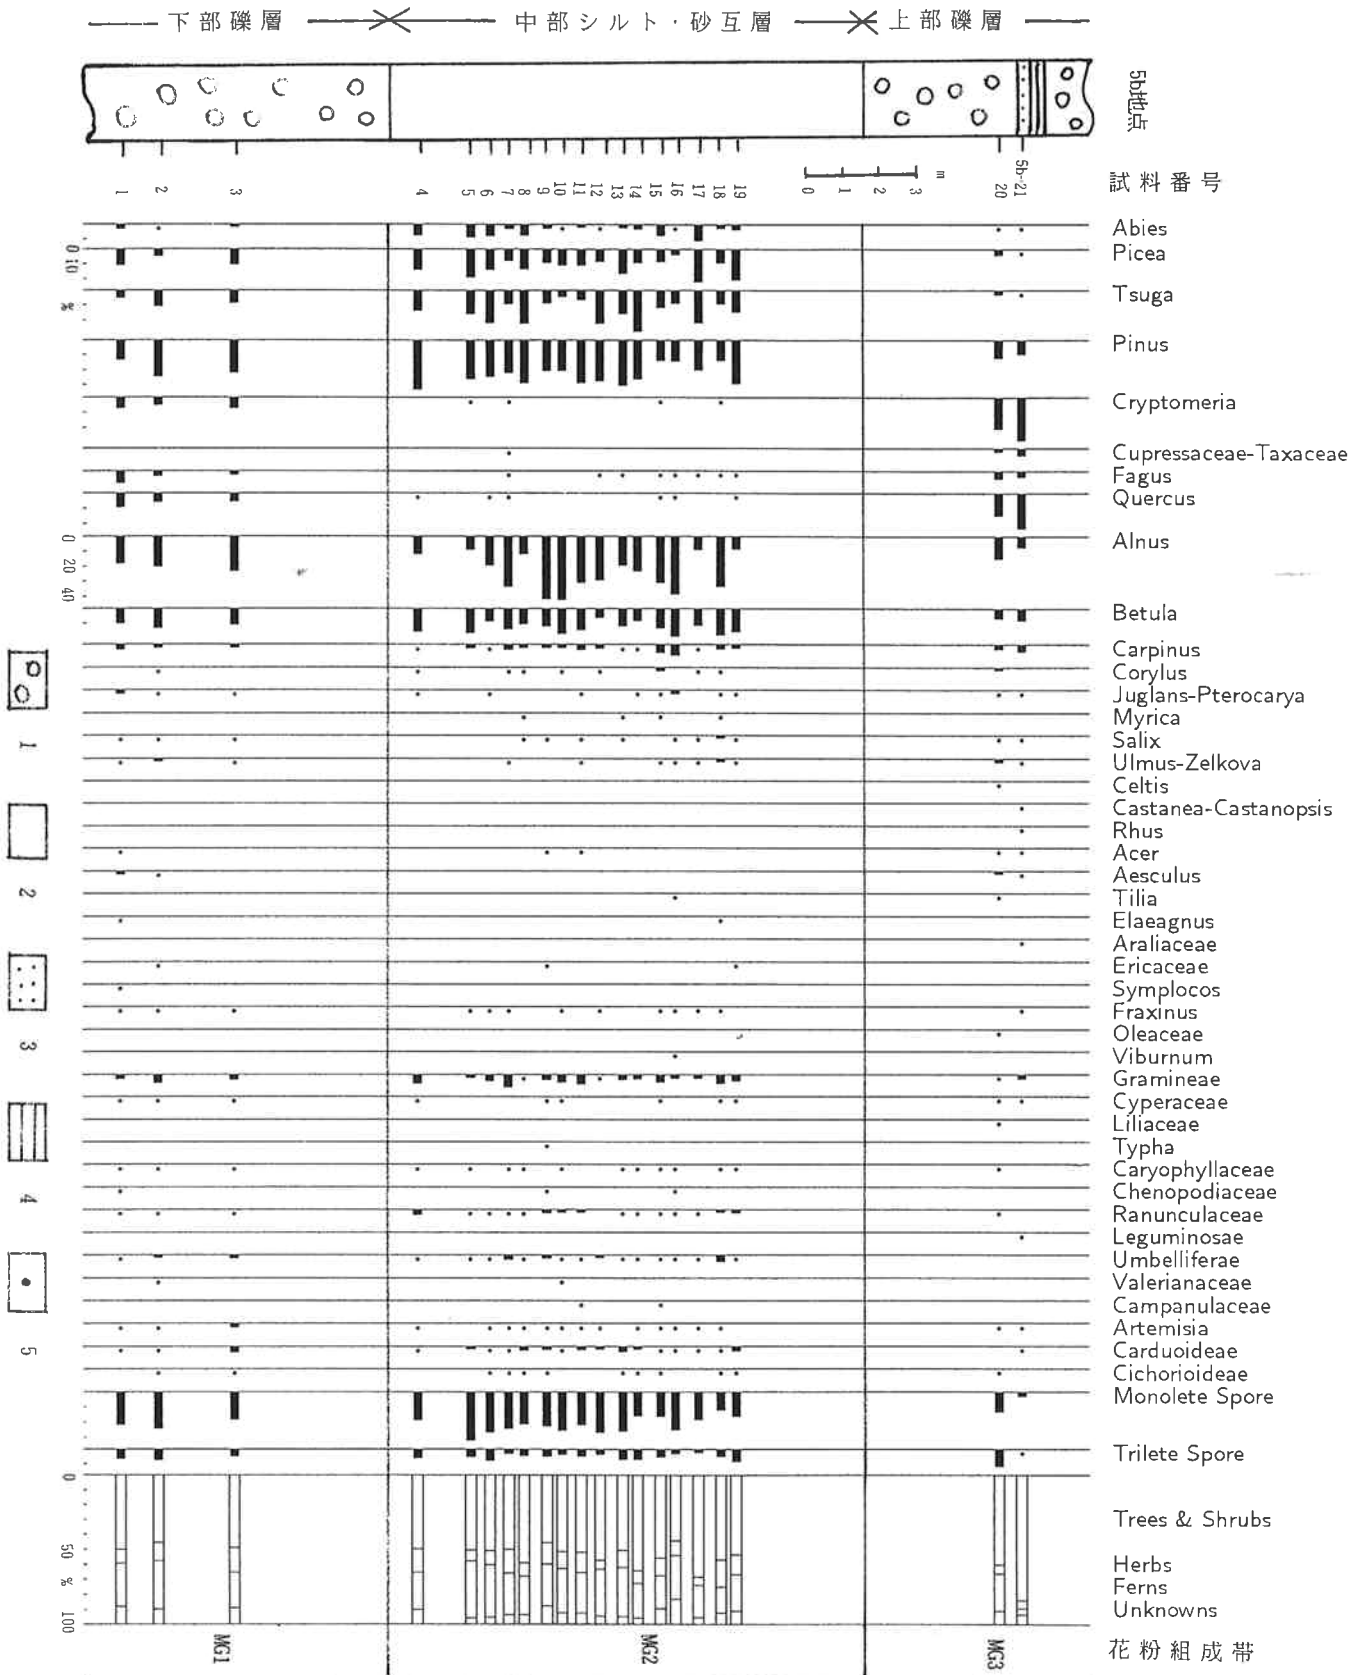 下部礫層
中部シルト・砂互層
上部礫層
5b地点
1 2 3 4 5 6 7 8 9 10 11 12 13 14 15 16 17 18 19 20 5b-21
試料番号
0 1 2 3 m
Abies
Picea
0 10 %
Tsuga
Pinus
Cryptomeria
Cupressaceae-Taxaceae
Fagus
Quercus
Alnus
0 20 40
Betula
Carpinus
Corylus
Juglans-Pterocarya
Myrica
Salix
Ulmus-Zelkova
Celtis
Castanea-Castanopsis
Rhus
Acer
Aesculus
Tilia
Elaeagnus
Araliaceae
Ericaceae
Symplocos
Fraxinus
Oleaceae
Viburnum
Gramineae
Cyperaceae
Liliaceae
Typha
Caryophyllaceae
Chenopodiaceae
Ranunculaceae
Leguminosae
Umbelliferae
Valerianaceae
Campanulaceae
Artemisia
Carduoideae
Cichorioideae
Monolete Spore
Trilete Spore
Trees & Shrubs
Herbs
Ferns
Unknowns
0 50 % 100
MG1
MG2
MG3
花粉組成帯
1
2
3
4
5